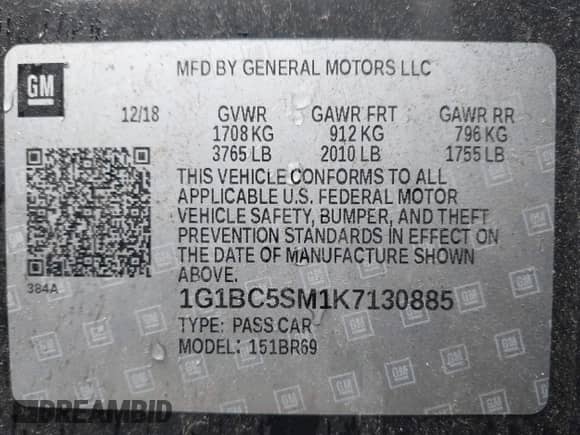 GM
MFD BY GENERAL MOTORS LLC
12/18 GVWR GAWR FRT GAWR RR
1708 KG 912 KG 796 KG
3765 LB 2010 LB 1755 LB
THIS VEHICLE CONFORMS TO ALL
APPLICABLE U.S. FEDERAL MOTOR
VEHICLE SAFETY, BUMPER, AND THEFT
PREVENTION STANDARDS IN EFFECT ON
THE DATE OF MANUFACTURE SHOWN
ABOVE.
384A
1G1BC5SM1K7130885
TYPE: PASS CAR
MODEL: 151BR69
DREAMBID